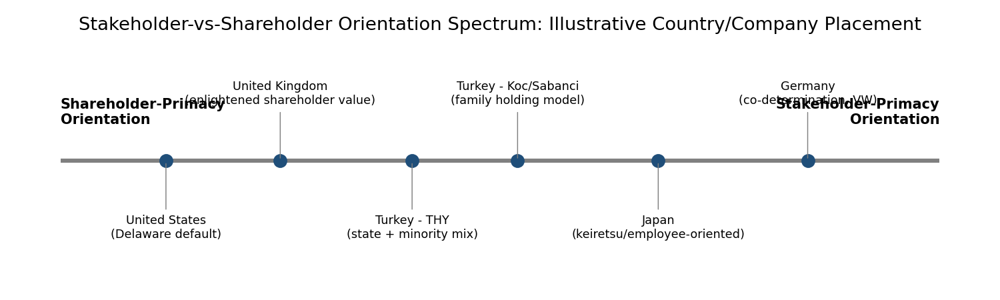 Stakeholder-vs-Shareholder Orientation Spectrum: Illustrative Country/Company Placement
Shareholder-Primacy
Orientation
United Kingdom
(enlightened shareholder value)
Turkey - Koc/Sabanci
(family holding model)
Germany
(co-determination, VW)
Stakeholder-Primacy
Orientation
United States
(Delaware default)
Turkey - THY
(state + minority mix)
Japan
(keiretsu/employee-oriented)